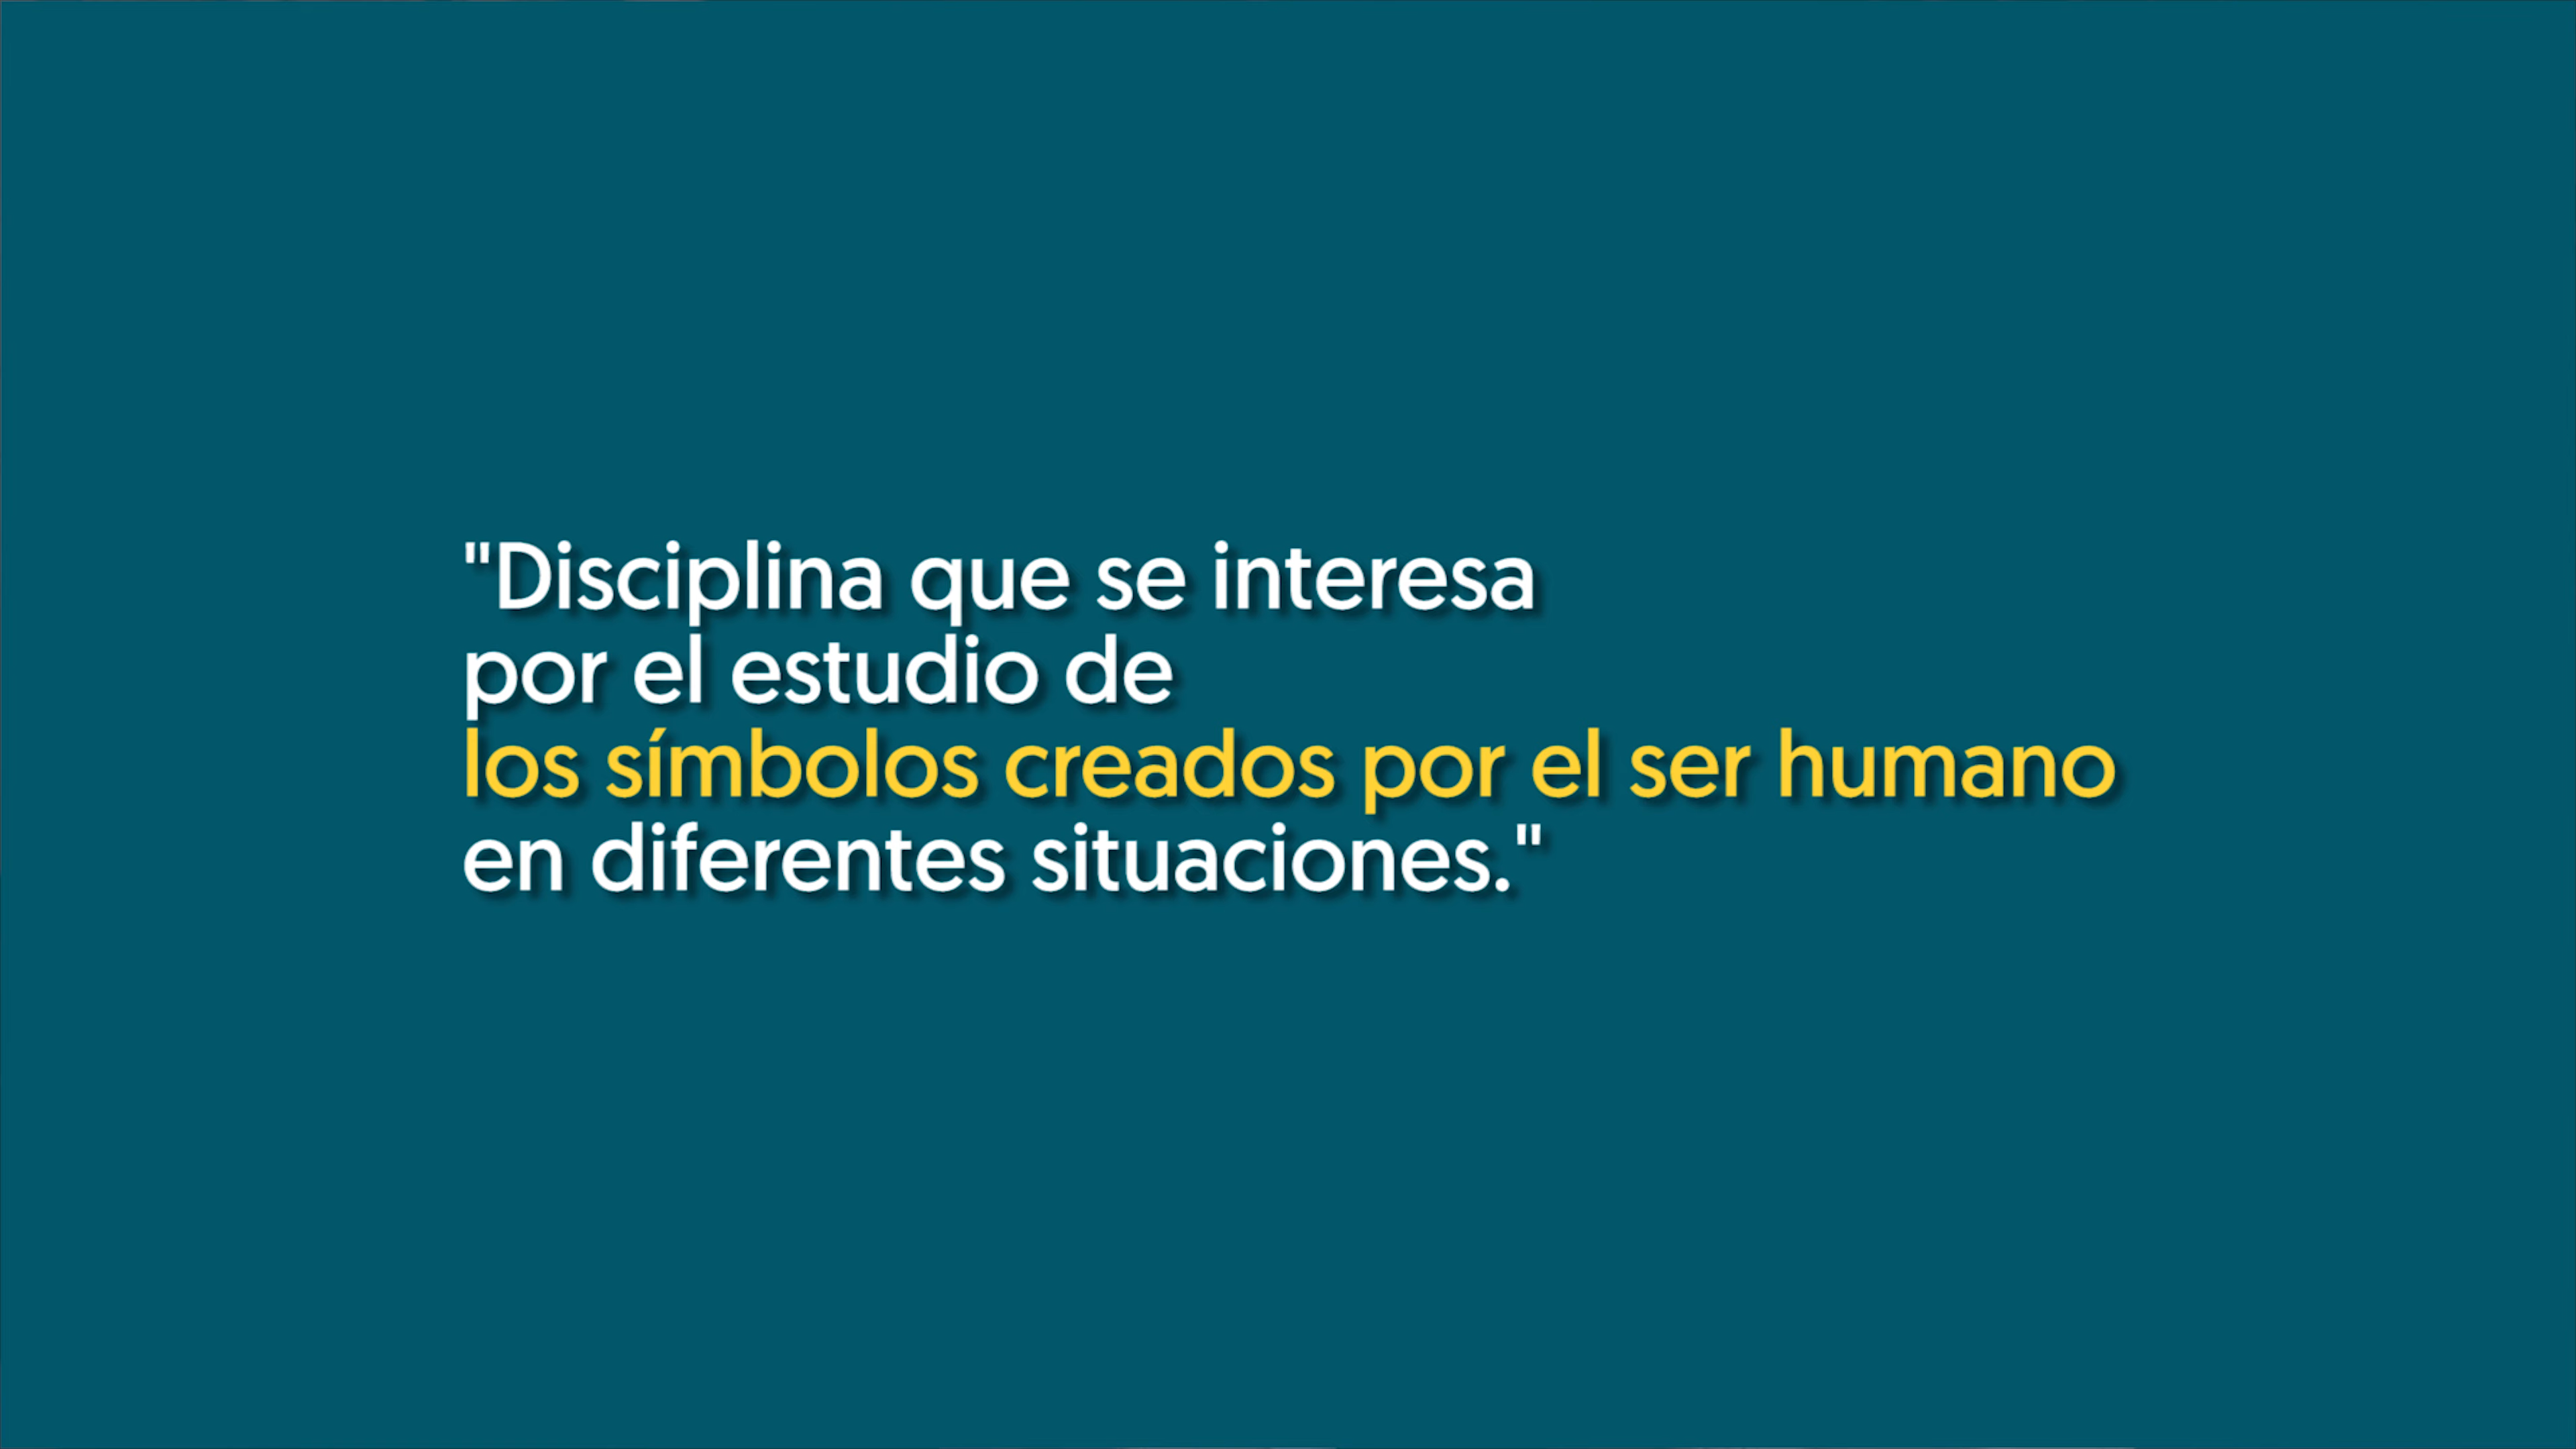 "Disciplina que se interesa
por el estudio de
los símbolos creados por el ser humano
en diferentes situaciones."